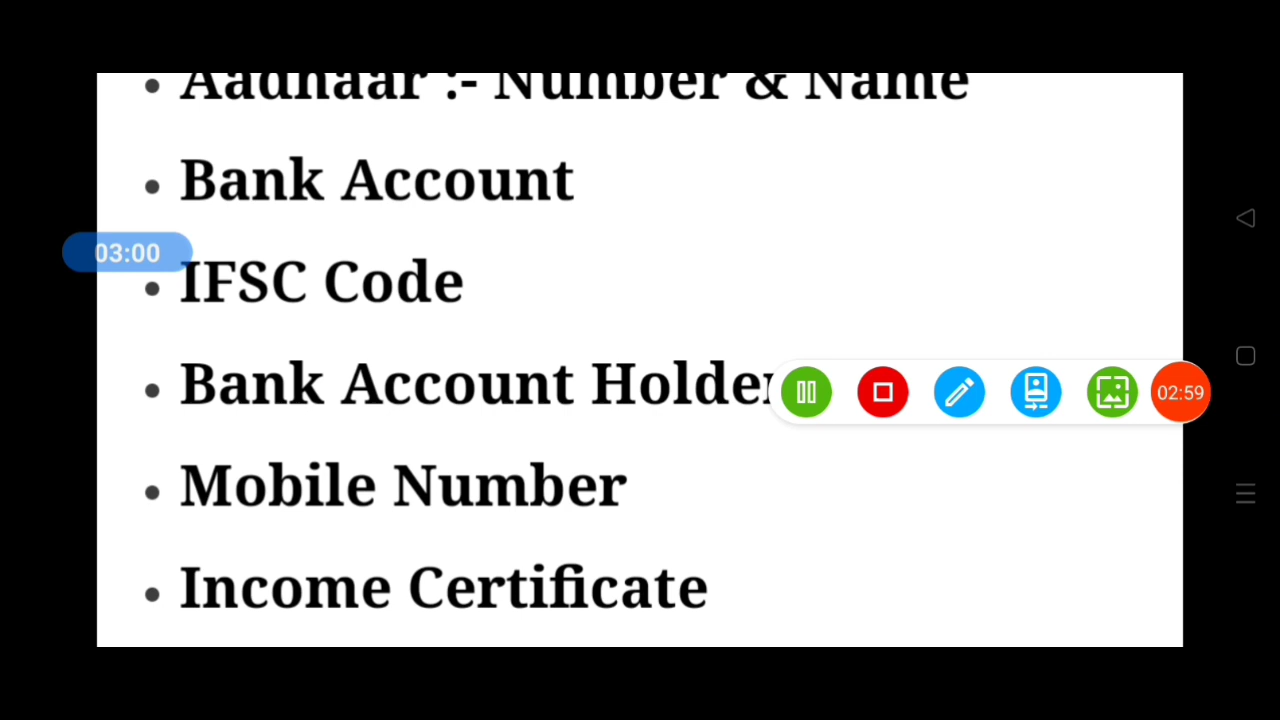 Aadhaar :- Number & Name
Bank Account
03:00
IFSC Code
Bank Account Holder
02:59
Mobile Number
Income Certificate